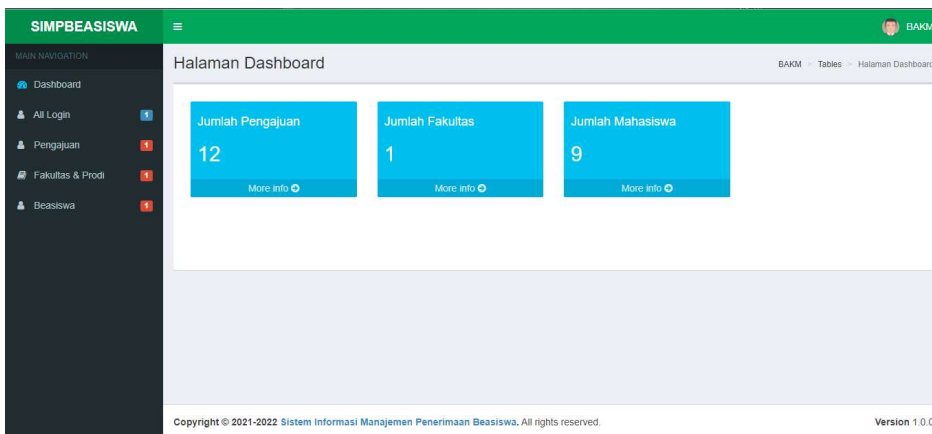 SIMPBEASISWA
BAKM
MAIN NAVIGATION
Halaman Dashboard
BAKM > Tables > Halaman Dashboard
Dashboard
All Login 1
Pengajuan 1
Fakultas & Prodi 1
Beasiswa 1
Jumlah Pengajuan
12
More info
Jumlah Fakultas
1
More info
Jumlah Mahasiswa
9
More info
Copyright © 2021-2022 Sistem Informasi Manajemen Penerimaan Beasiswa. All rights reserved.
Version 1.0.0